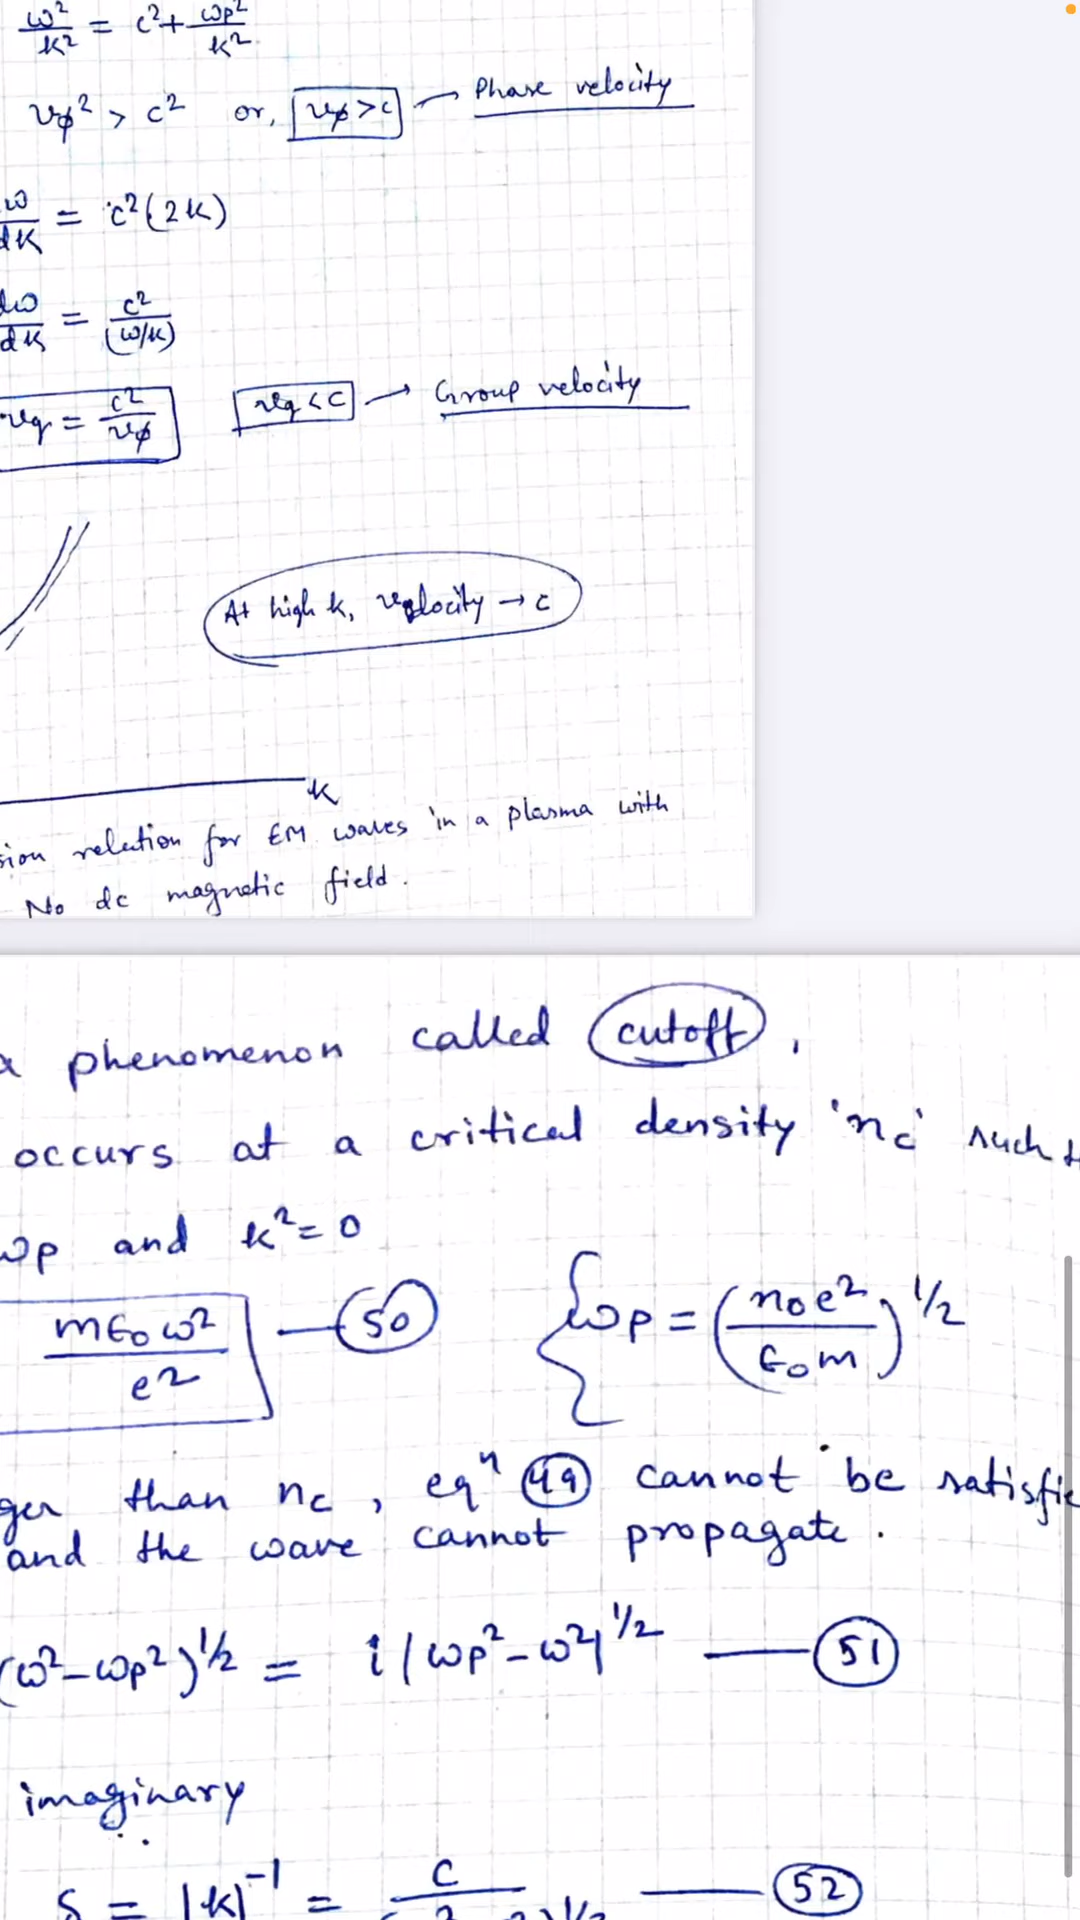 ω²/k² = c² + ωp²/k²
vφ² > c² or, vφ > c → Phase velocity
ω/dK = c²(2K)
dω/dK = c²/(ω/K)
vg = c²/vφ vg < c → Group velocity
At high k, velocity → c
k
sion relation for EM waves in a plasma with
No dc magnetic field.
a phenomenon called cutoff,
occurs at a critical density 'nc' such t
ωp and k² = 0
mε₀ω²/e² — 50 { ωp = (n₀e²/ε₀m)^1/2
ger than nc, eqⁿ 49 cannot be satisfie
and the wave cannot propagate.
(ω²-ωp²)^1/2 = i|ωp²-ω²|^1/2 — 51
imaginary
δ = |k|⁻¹ = c — 52